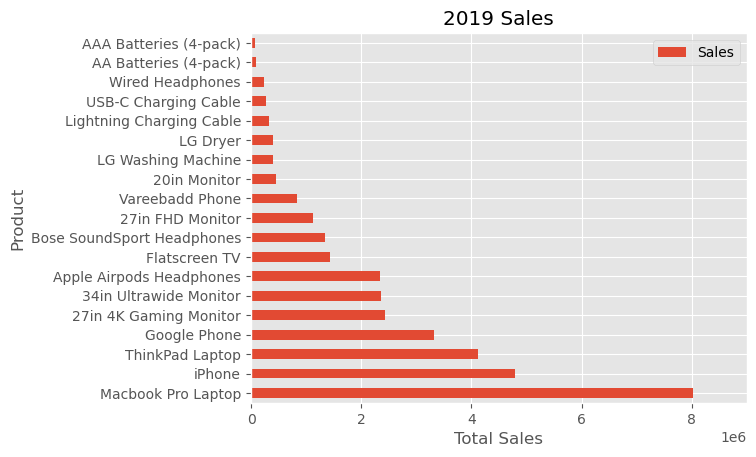 2019 Sales
Sales
Product
AAA Batteries (4-pack)
AA Batteries (4-pack)
Wired Headphones
USB-C Charging Cable
Lightning Charging Cable
LG Dryer
LG Washing Machine
20in Monitor
Vareebadd Phone
27in FHD Monitor
Bose SoundSport Headphones
Flatscreen TV
Apple Airpods Headphones
34in Ultrawide Monitor
27in 4K Gaming Monitor
Google Phone
ThinkPad Laptop
iPhone
Macbook Pro Laptop
0 2 4 6 8
1e6
Total Sales